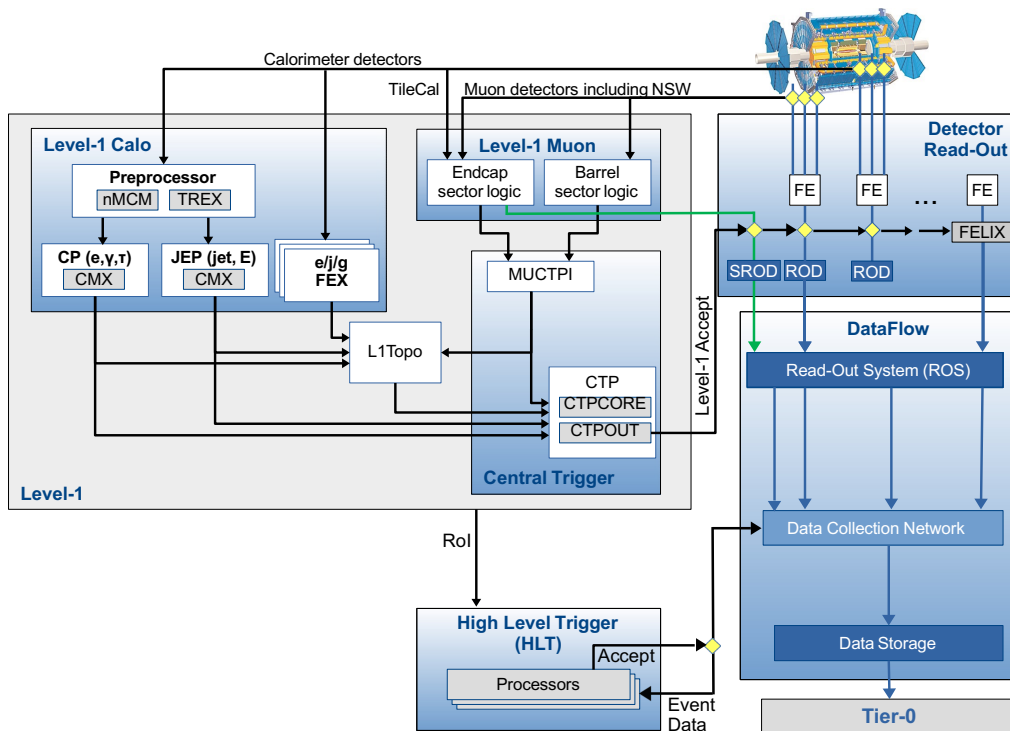 Calorimeter detectors
TileCal
Muon detectors including NSW
Detector
Read-Out
Level-1 Calo
Preprocessor
nMCM
TREX
CP (e,γ,τ)
CMX
JEP (jet, E)
CMX
e/j/g
FEX
Level-1 Muon
Endcap
sector logic
Barrel
sector logic
FE
FE
...
FE
FELIX
SROD
ROD
ROD
MUCTPI
L1Topo
CTP
CTPCORE
CTPOUT
Central Trigger
Level-1
Level-1 Accept
DataFlow
Read-Out System (ROS)
Data Collection Network
Data Storage
Tier-0
RoI
High Level Trigger
(HLT)
Accept
Processors
Event
Data